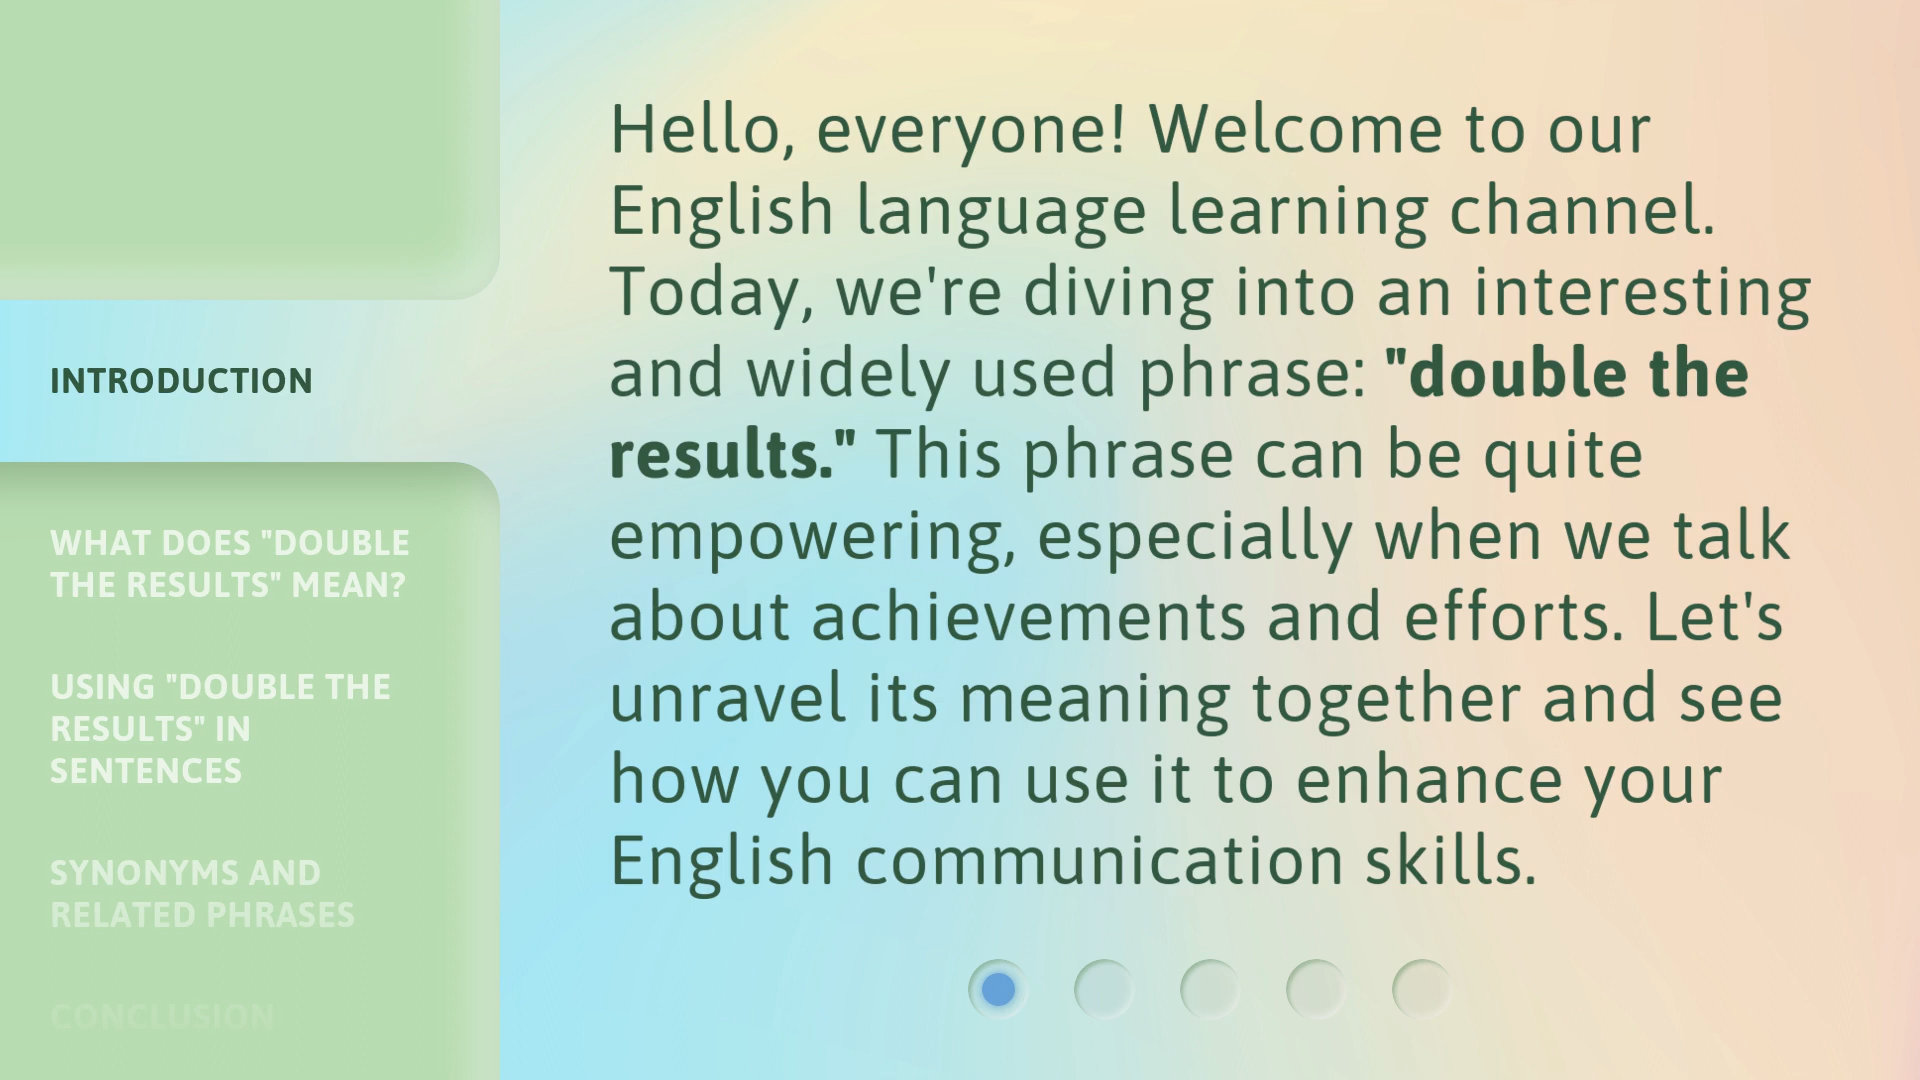 INTRODUCTION
WHAT DOES "DOUBLE
THE RESULTS" MEAN?
USING "DOUBLE THE
RESULTS" IN
SENTENCES
SYNONYMS AND
RELATED PHRASES
CONCLUSION
Hello, everyone! Welcome to our
English language learning channel.
Today, we're diving into an interesting
and widely used phrase: "double the
results." This phrase can be quite
empowering, especially when we talk
about achievements and efforts. Let's
unravel its meaning together and see
how you can use it to enhance your
English communication skills.